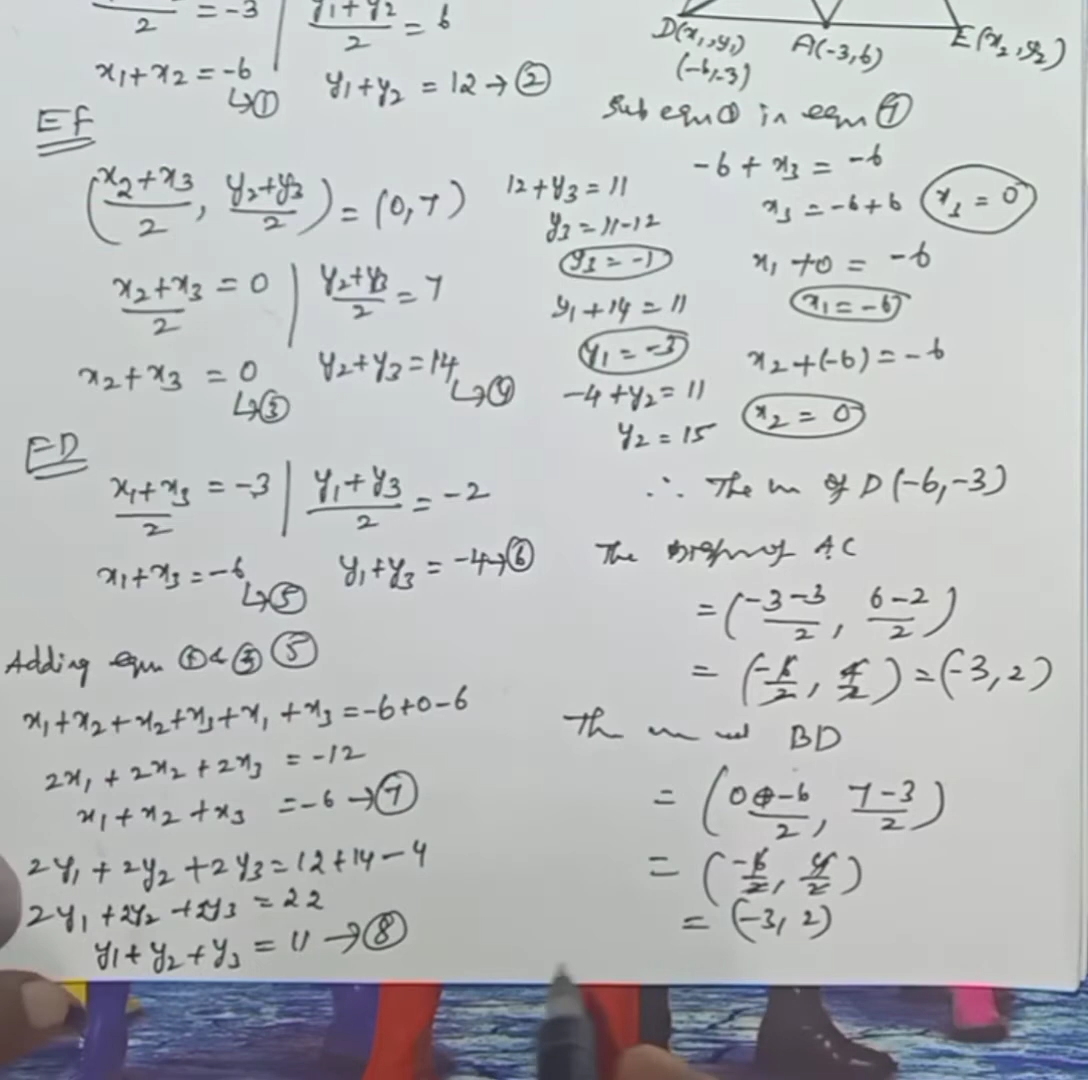 /2 = -3 | y₁+y₂/2 = 6
x₁+x₂ = -6 ↳①
y₁+y₂ = 12 → ②
EF
(x₂+x₃/2, y₂+y₃/2) = (0,7)
x₂+x₃/2 = 0 | y₂+y₃/2 = 7
x₂+x₃ = 0 ↳③
y₂+y₃ = 14 ↳④
ED
x₁+x₃/2 = -3 | y₁+y₃/2 = -2
x₁+x₃ = -6 ↳⑤
y₁+y₃ = -4 → ⑥
Adding eqn ① & ③ ⑤
x₁+x₂+x₂+x₃+x₁+x₃ = -6+0-6
2x₁+2x₂+2x₃ = -12
x₁+x₂+x₃ = -6 → ⑦
2y₁+2y₂+2y₃ = 12+14-4
2y₁+2y₂+2y₃ = 22
y₁+y₂+y₃ = 11 → ⑧
12+y₃ = 11
y₃ = 11-12
y₃ = -1
y₁+14 = 11
y₁ = -3
-4+y₂ = 11
y₂ = 15
D(x₁,y₁)
(-6,-3)
A(-3,6)
E(x₂,y₂)
Sub eqn ① in eqn ⑦
-6+x₃ = -6
x₃ = -6+6
x₃ = 0
x₁+0 = -6
x₁ = -6
x₂+(-6) = -6
x₂ = 0
∴ The of D(-6,-3)
The AC
= (-3-3/2, 6-2/2)
= (-6/2, 4/2) = (-3,2)
Th BD
= (0-6/2, 7-3/2)
= (-6/2, 4/2)
= (-3,2)